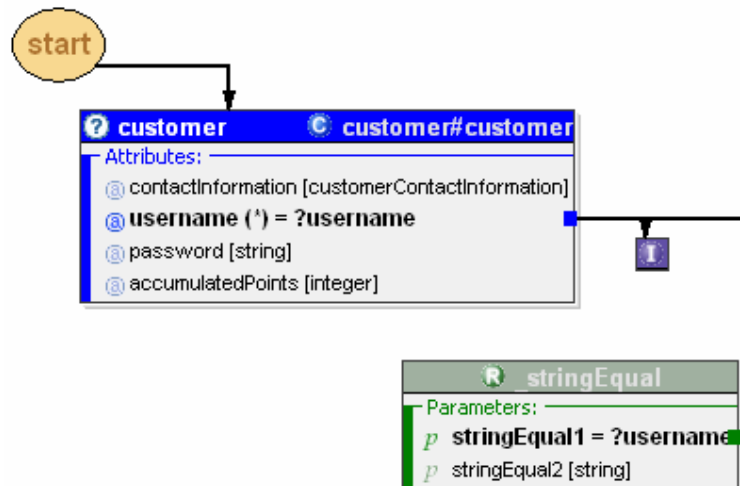 start
? customer C customer#customer
Attributes:
@ contactInformation [customerContactInformation]
@ username (*) = ?username
@ password [string]
@ accumulatedPoints [integer]
I
R _stringEqual
Parameters:
p stringEqual1 = ?username
p stringEqual2 [string]